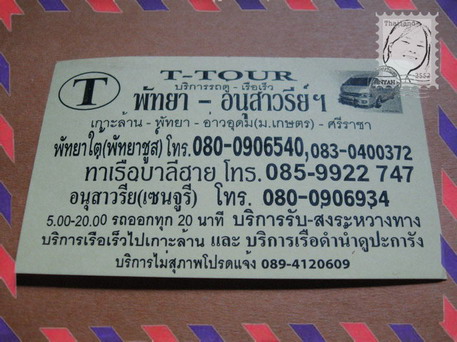 Thailand
2552
T
T-TOUR
บริการรถตู้ - เรือเร็ว
พัทยา - อนุสาวรีย์ฯ
เกาะล้าน - พัทยา - อ่าวอุดม(ม.เกษตร) - ศรีราชา
พัทยาใต้(พัทยาชูส์) โทร. 080-0906540, 083-0400372
ทาเรือบาลีฮาย โทร. 085-9922 747
อนุสาวรีย์(เซนจูรี่) โทร. 080-0906934
5.00-20.00 รถออกทุก 20 นาที บริการรับ-ส่งระหว่างทาง
บริการเรือเร็วไปเกาะล้าน และ บริการเรือดำน้ำดูปะการัง
บริการไม่สุภาพโปรดแจ้ง 089-4120609